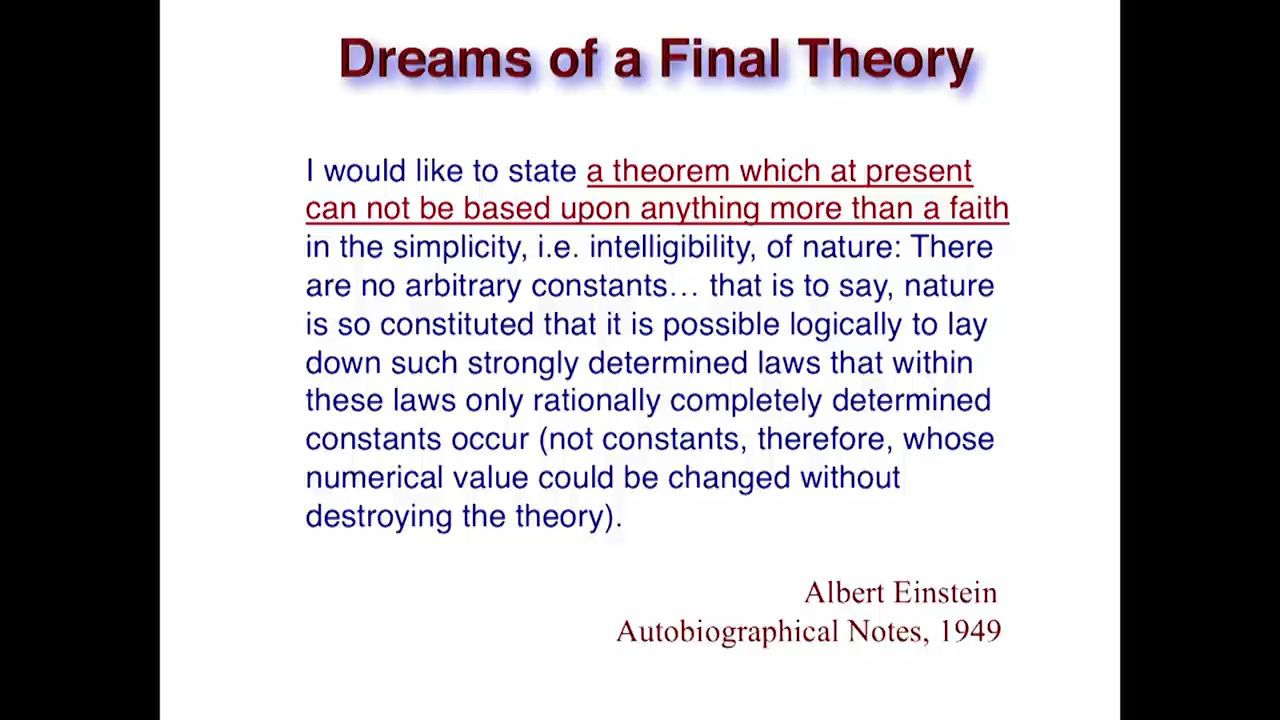 Dreams of a Final Theory
I would like to state a theorem which at present
can not be based upon anything more than a faith
in the simplicity, i.e. intelligibility, of nature: There
are no arbitrary constants… that is to say, nature
is so constituted that it is possible logically to lay
down such strongly determined laws that within
these laws only rationally completely determined
constants occur (not constants, therefore, whose
numerical value could be changed without
destroying the theory).
Albert Einstein
Autobiographical Notes, 1949